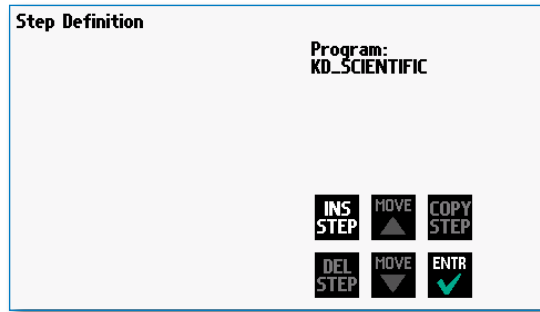 Step Definition
Program:
KD_SCIENTIFIC
INS
STEP
MOVE
COPY
STEP
DEL
STEP
MOVE
ENTR